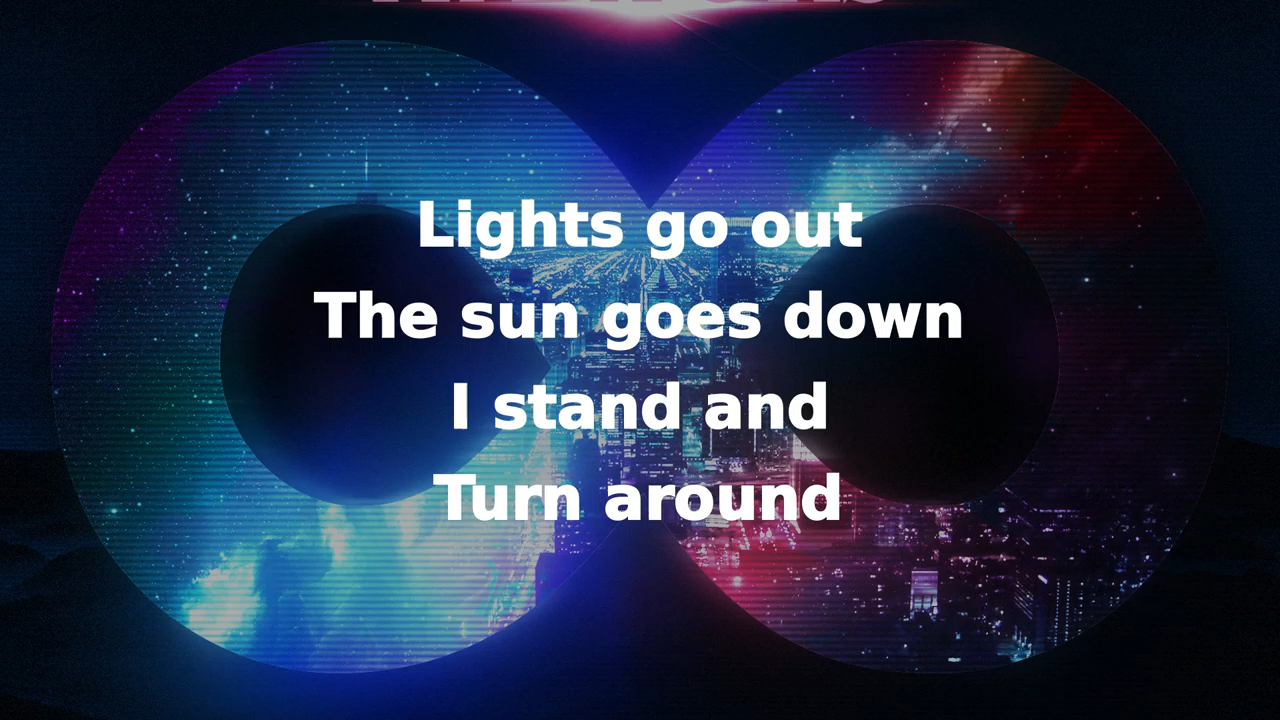 Lights go out
The sun goes down
I stand and
Turn around